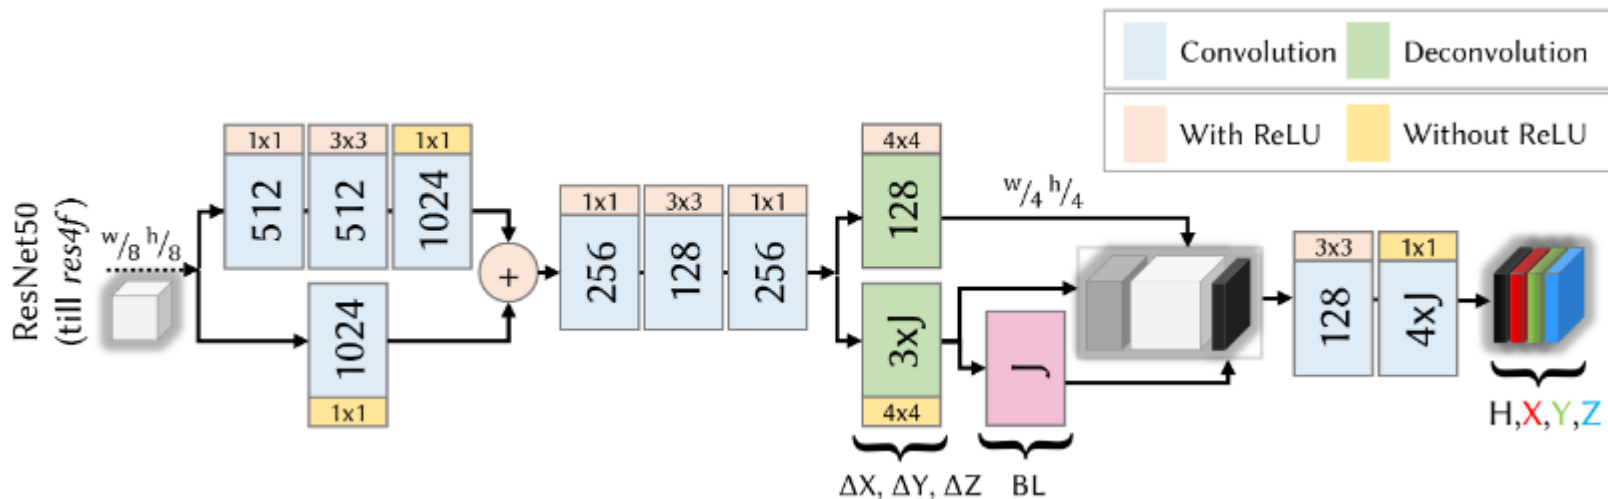 Convolution
Deconvolution
With ReLU
Without ReLU
ResNet50
(till res4f)
w/8 h/8
1x1
512
3x3
512
1x1
1024
1024
1x1
+
1x1
256
3x3
128
1x1
256
4x4
128
3xJ
4x4
ΔX, ΔY, ΔZ
J
BL
w/4 h/4
3x3
128
1x1
4xJ
H,X,Y,Z